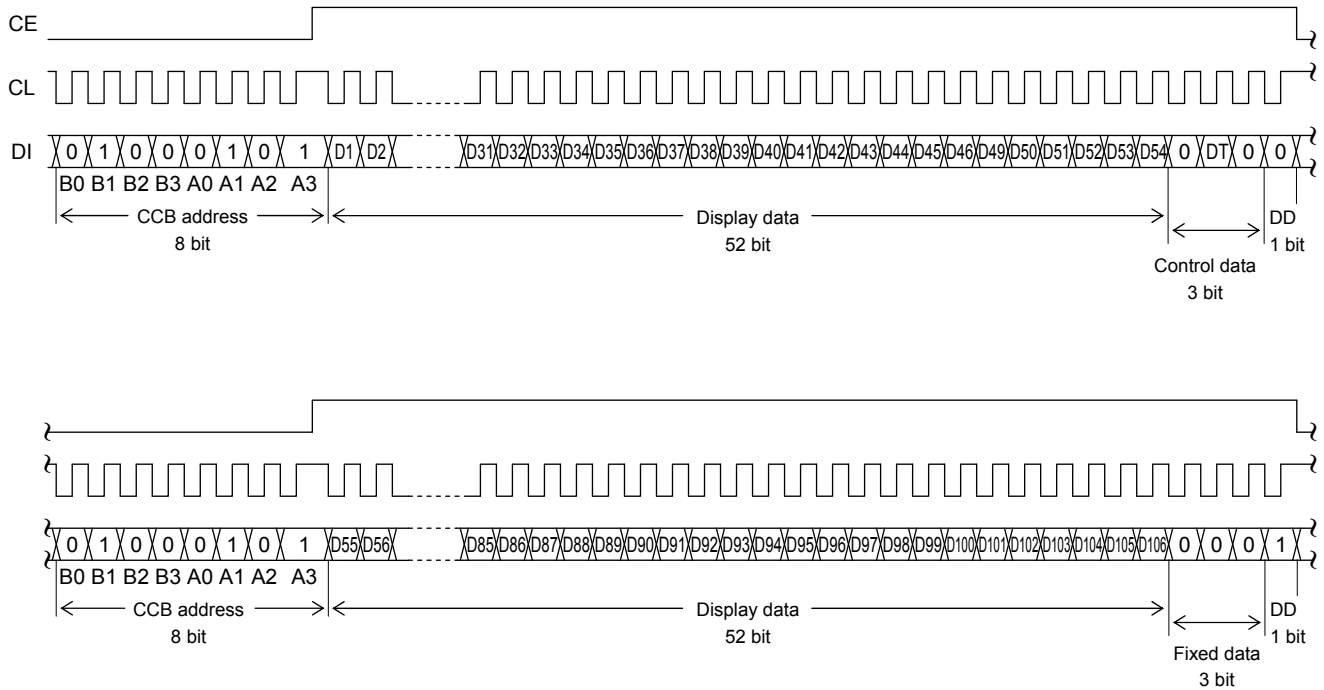 CE
CL
DI 0 1 0 0 0 1 0 1 D1 D2 D31 D32 D33 D34 D35 D36 D37 D38 D39 D40 D41 D42 D43 D44 D45 D46 D49 D50 D51 D52 D53 D54 0 DT 0 0
B0 B1 B2 B3 A0 A1 A2 A3
CCB address Display data DD
8 bit 52 bit 1 bit
Control data
3 bit
0 1 0 0 0 1 0 1 D55 D56 D85 D86 D87 D88 D89 D90 D91 D92 D93 D94 D95 D96 D97 D98 D99 D100 D101 D102 D103 D104 D105 D106 0 0 0 1
B0 B1 B2 B3 A0 A1 A2 A3
CCB address Display data DD
8 bit 52 bit 1 bit
Fixed data
3 bit